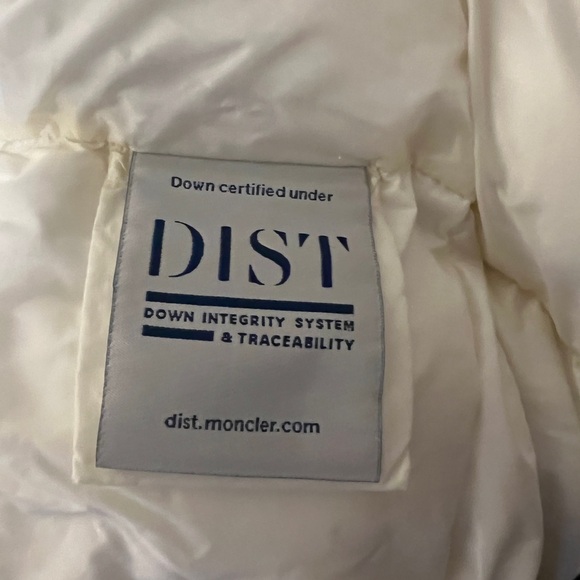 Down certified under
DIST
DOWN INTEGRITY SYSTEM
& TRACEABILITY
dist.moncler.com